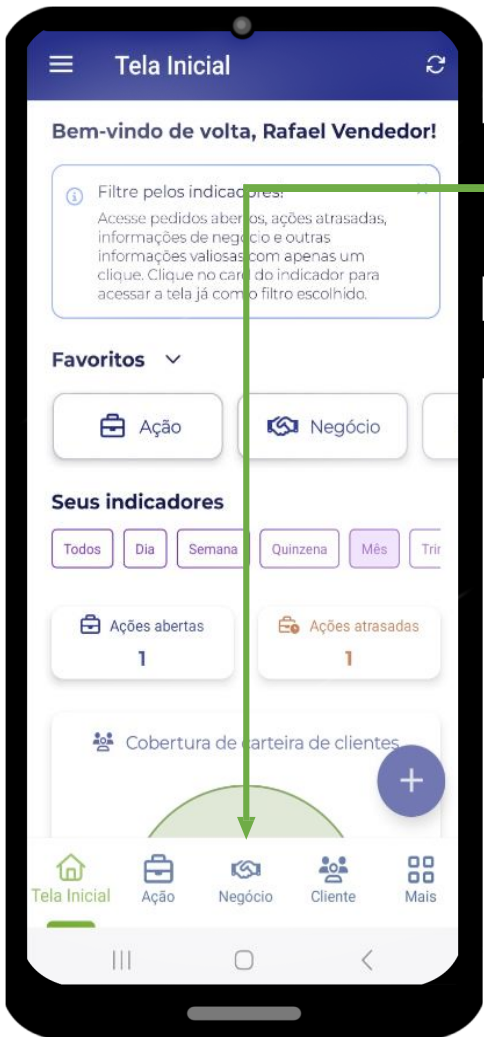 Tela Inicial
Bem-vindo de volta, Rafael Vendedor!
Filtre pelos indicadores!
Acesse pedidos abertos, ações atrasadas,
informações de negócio e outras
informações valiosas com apenas um
clique. Clique no card do indicador para
acessar a tela já com o filtro escolhido.
Favoritos
Ação
Negócio
Seus indicadores
Todos Dia Semana Quinzena Mês Trir
Ações abertas
1
Ações atrasadas
1
Cobertura de carteira de clientes
Tela Inicial Ação Negócio Cliente Mais